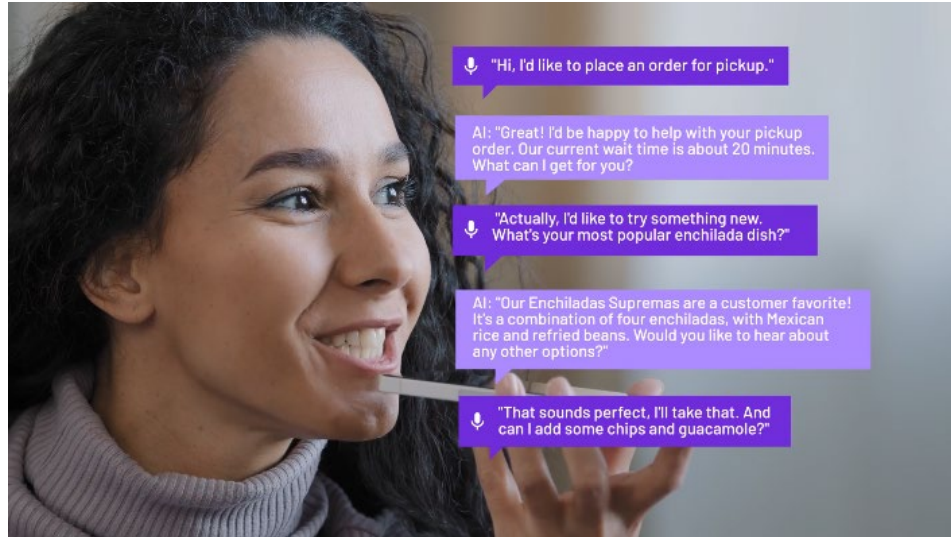 "Hi, I'd like to place an order for pickup."
AI: "Great! I'd be happy to help with your pickup
order. Our current wait time is about 20 minutes.
What can I get for you?
"Actually, I'd like to try something new.
What's your most popular enchilada dish?"
AI: "Our Enchiladas Supremas are a customer favorite!
It's a combination of four enchiladas, with Mexican
rice and refried beans. Would you like to hear about
any other options?"
"That sounds perfect, I'll take that. And
can I add some chips and guacamole?"